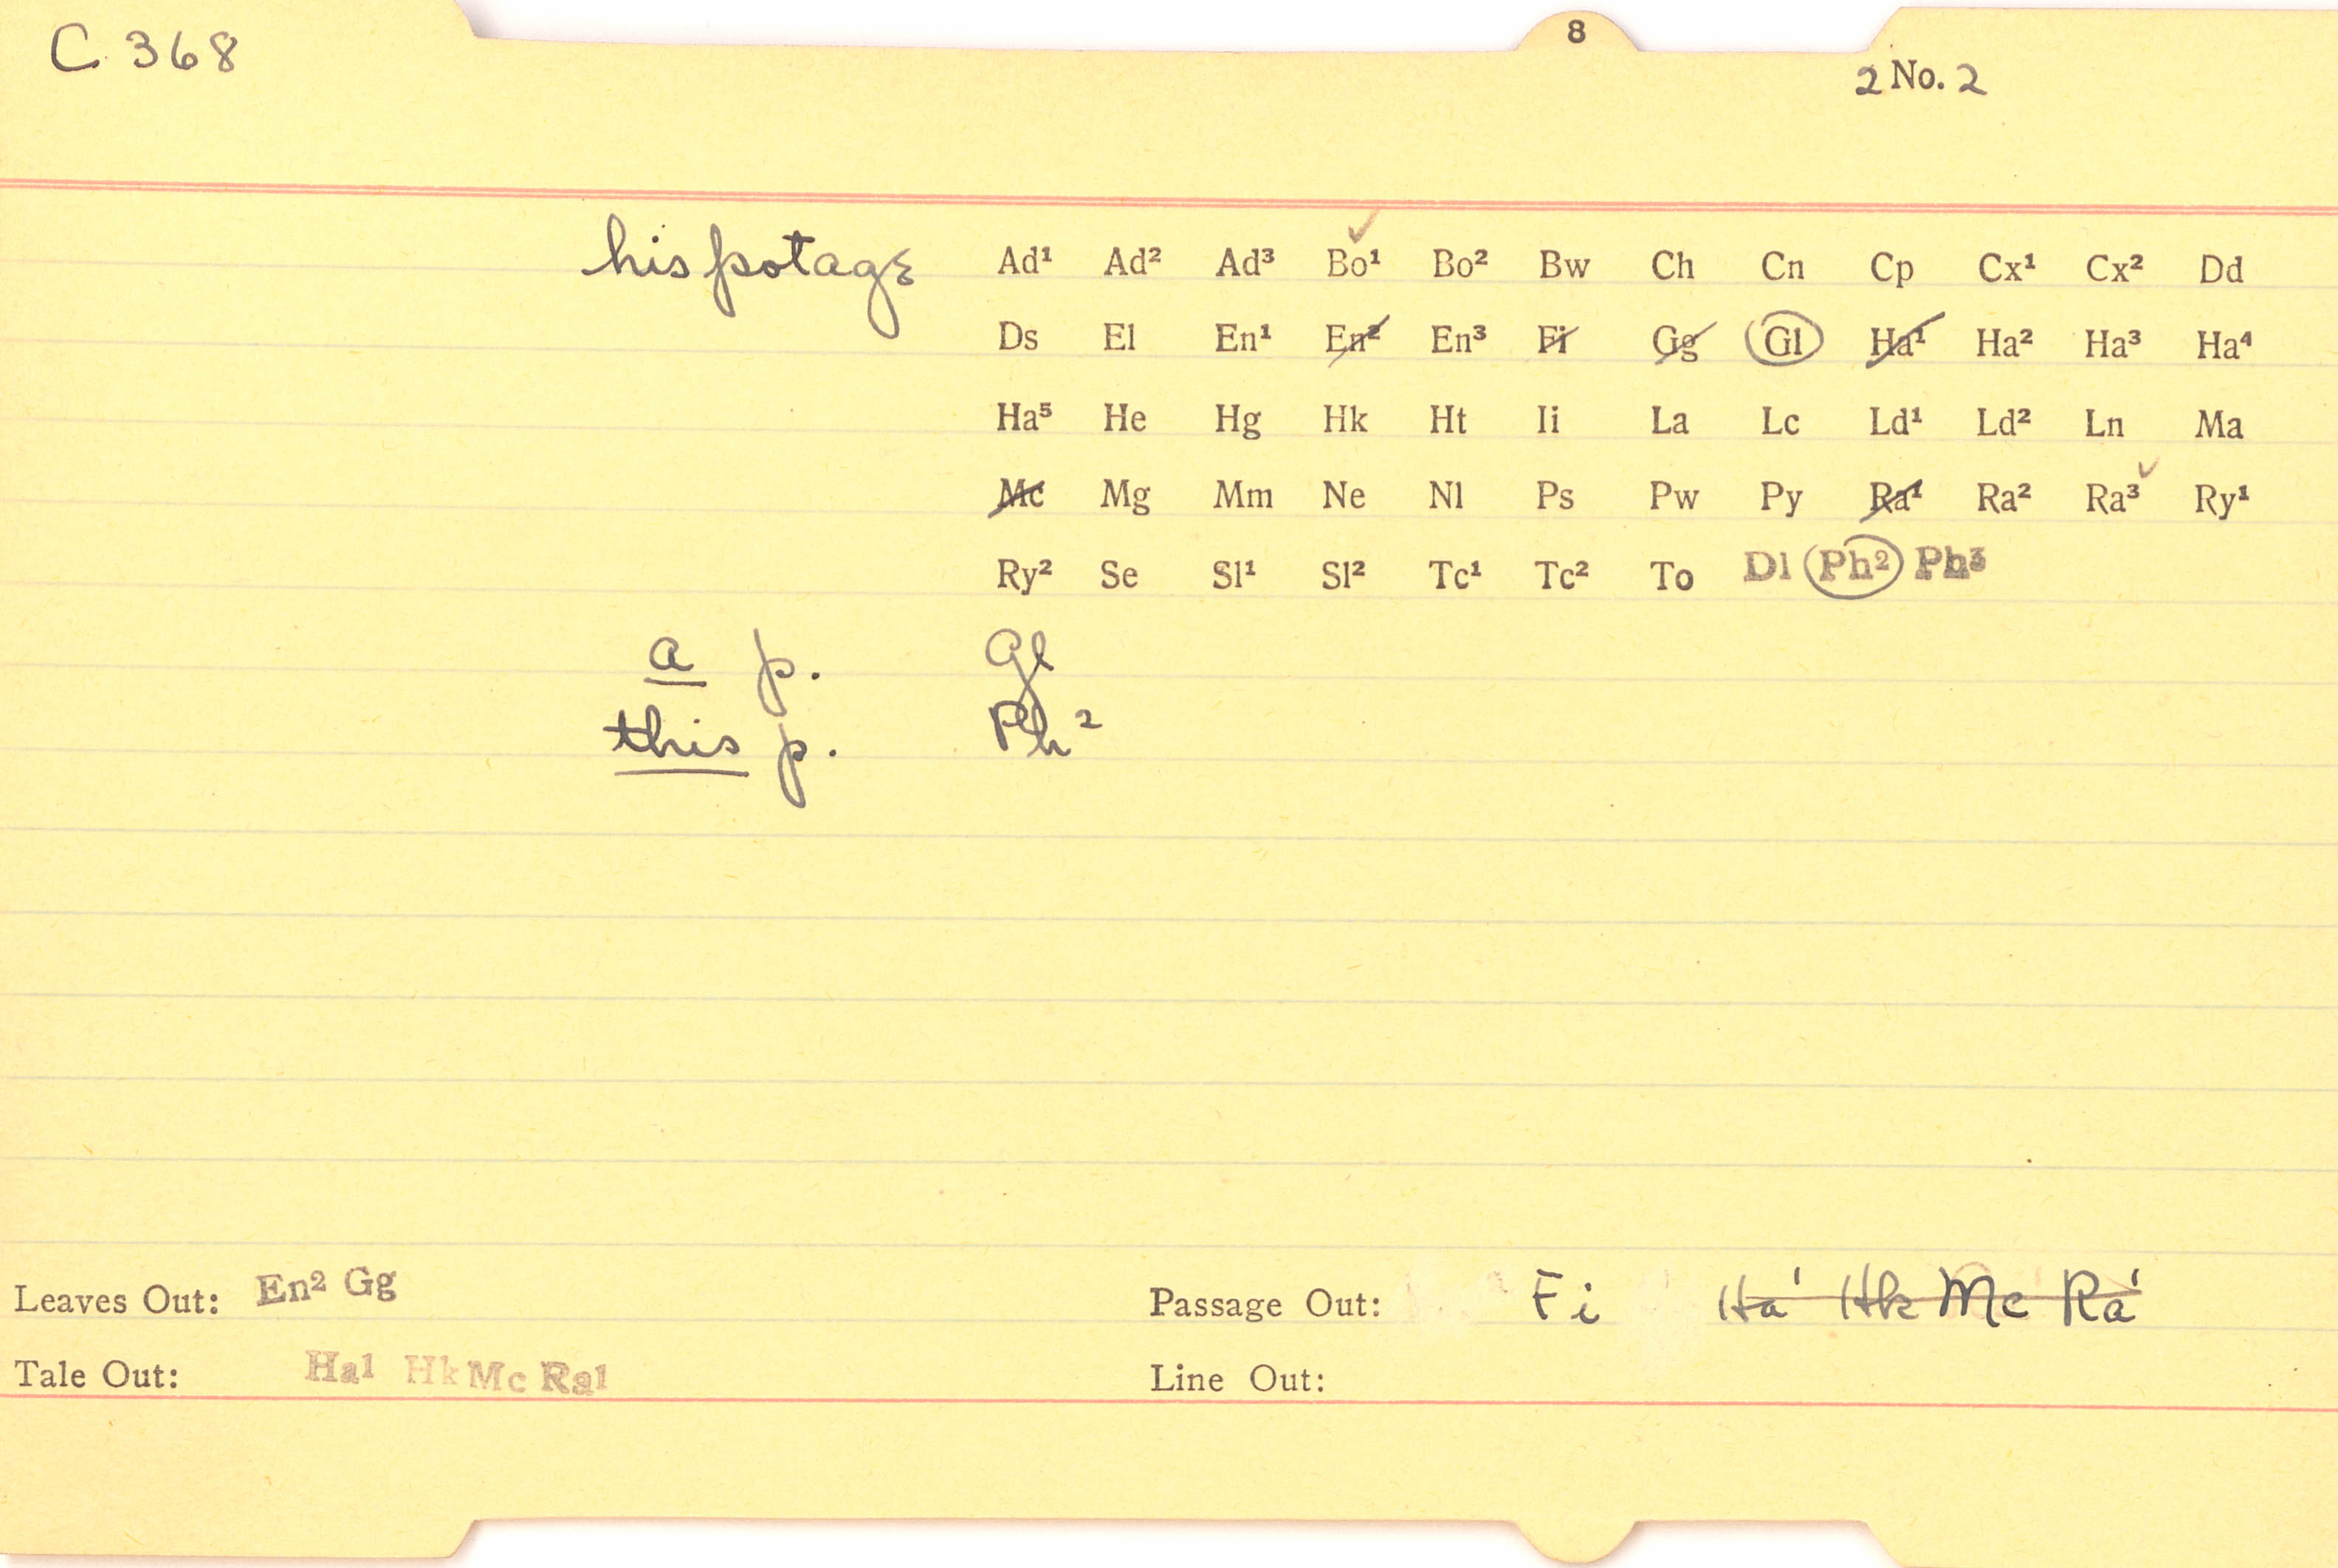 8
C 368
2 No. 2
his potage Ad¹ Ad² Ad³ Bo¹ Bo² Bw Ch Cn Cp Cx¹ Cx² Dd
Ds El En¹ En² En³ Fi Gg Gl Ha¹ Ha² Ha³ Ha⁴
Ha⁵ He Hg Hk Ht Ii La Lc Ld¹ Ld² Ln Ma
Mc Mg Mm Ne Nl Ps Pw Py Ra¹ Ra² Ra³ Ry¹
Ry² Se Sl¹ Sl² Tc¹ Tc² To Dl Ph² Ph³
a p. Gl
this p. Ph²
Leaves Out: En² Gg Passage Out: Fi Ha¹ Hk Mc Ra¹
Tale Out: Ha¹ Hk Mc Ra¹ Line Out: